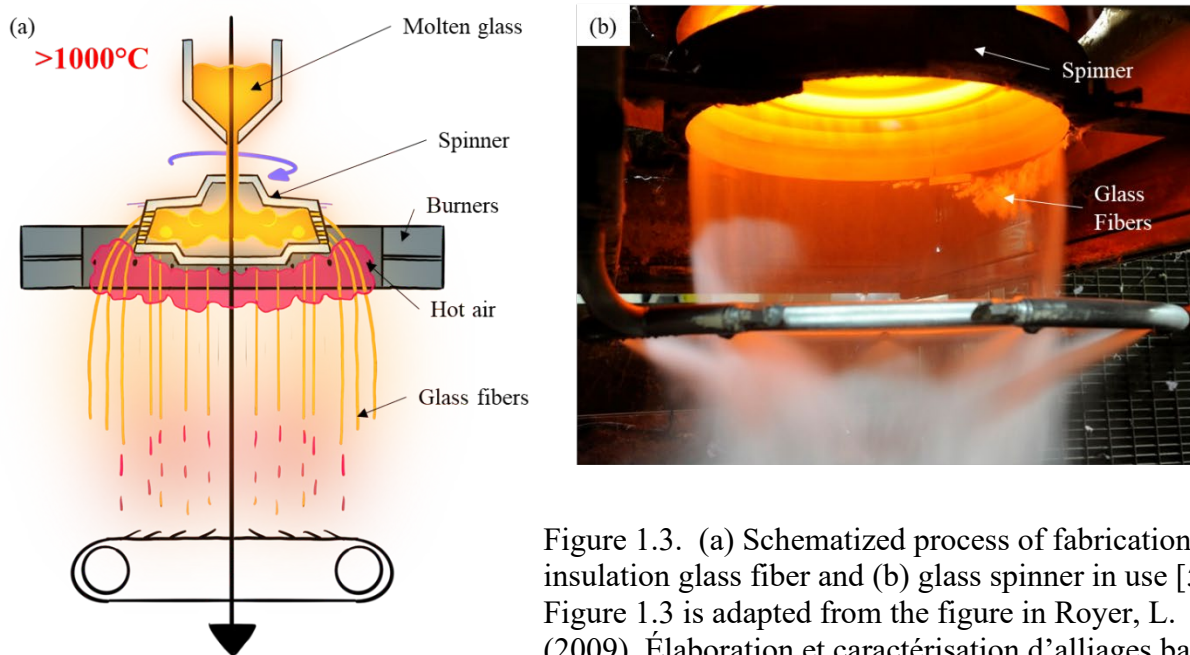 (a)
>1000°C
Molten glass
Spinner
Burners
Hot air
Glass fibers
(b)
Spinner
Glass
Fibers
Figure 1.3. (a) Schematized process of fabrication
insulation glass fiber and (b) glass spinner in use
Figure 1.3 is adapted from the figure in Royer, L.
(2009). Élaboration et caractérisation d’alliages